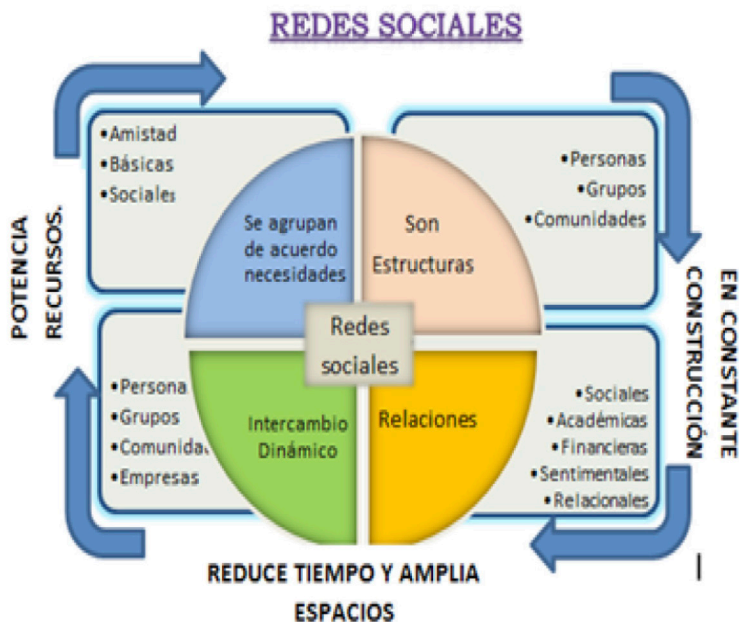 REDES SOCIALES
•Amistad
•Básicas
•Sociales
Se agrupan
de acuerdo
necesidades
Son
Estructuras
•Personas
•Grupos
•Comunidades
POTENCIA
RECURSOS.
EN CONSTANTE
CONSTRUCCIÓN
Redes
sociales
•Persona
•Grupos
•Comunida
•Empresas
Intercambio
Dinámico
Relaciones
•Sociales
•Académicas
•Financieras
•Sentimentales
•Relacionales
REDUCE TIEMPO Y AMPLIA
ESPACIOS